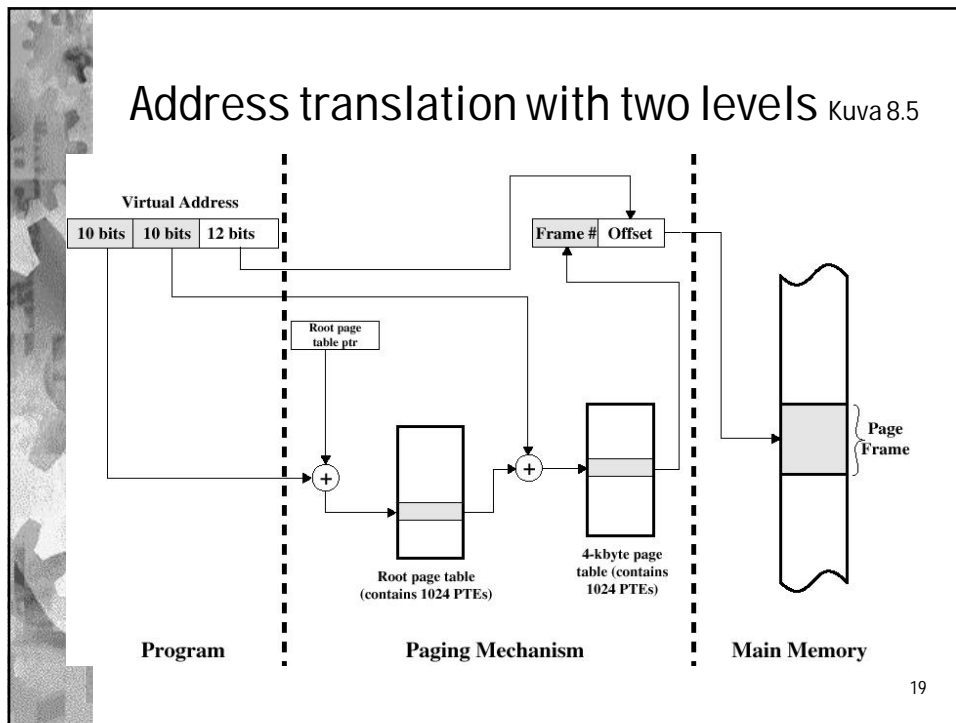 Address translation with two levels Kuva 8.5
Virtual Address
10 bits 10 bits 12 bits
Frame # Offset
Root page
table ptr
+
+
Page
Frame
Root page table
(contains 1024 PTEs)
4-kbyte page
table (contains
1024 PTEs)
Program
Paging Mechanism
Main Memory
19